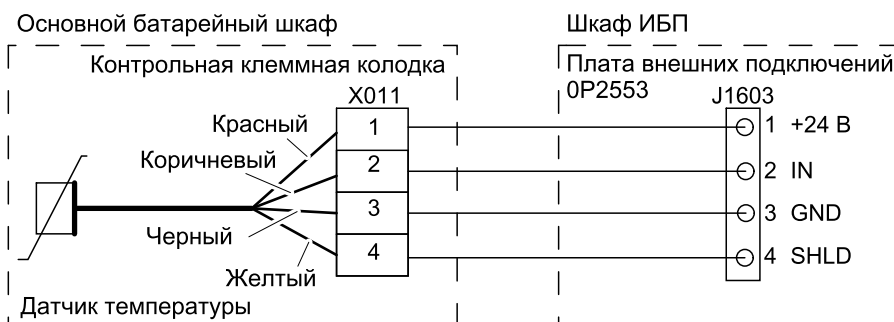 Основной батарейный шкаф
Шкаф ИБП
Контрольная клеммная колодка
Плата внешних подключений
0P2553
X011
J1603
Красный
1
1 +24 В
Коричневый
2
2 IN
3
3 GND
Черный
4
4 SHLD
Желтый
Датчик температуры